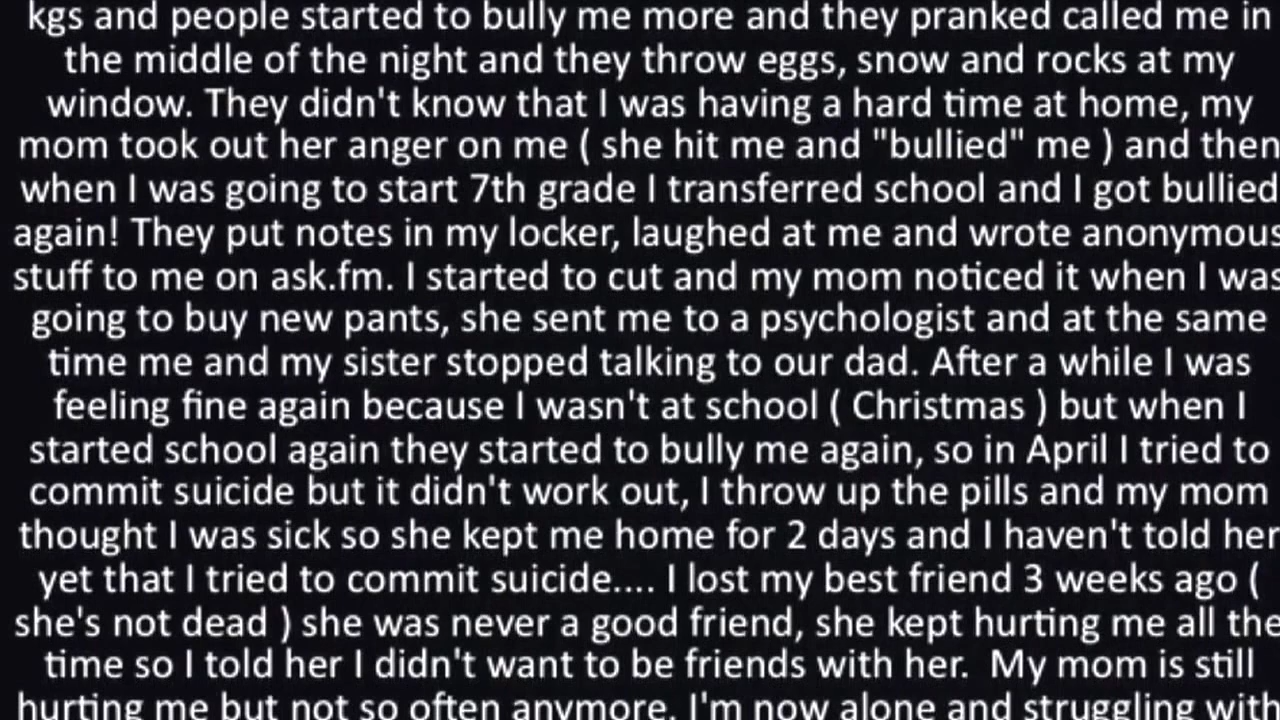 kgs and people started to bully me more and they pranked called me in
the middle of the night and they throw eggs, snow and rocks at my
window. They didn't know that I was having a hard time at home, my
mom took out her anger on me ( she hit me and "bullied" me ) and then
when I was going to start 7th grade I transferred school and I got bullied
again! They put notes in my locker, laughed at me and wrote anonymous
stuff to me on ask.fm. I started to cut and my mom noticed it when I was
going to buy new pants, she sent me to a psychologist and at the same
time me and my sister stopped talking to our dad. After a while I was
feeling fine again because I wasn't at school ( Christmas ) but when I
started school again they started to bully me again, so in April I tried to
commit suicide but it didn't work out, I throw up the pills and my mom
thought I was sick so she kept me home for 2 days and I haven't told her
yet that I tried to commit suicide.... I lost my best friend 3 weeks ago (
she's not dead ) she was never a good friend, she kept hurting me all the
time so I told her I didn't want to be friends with her.  My mom is still
hurting me but not so often anymore. I'm now alone and struggling with